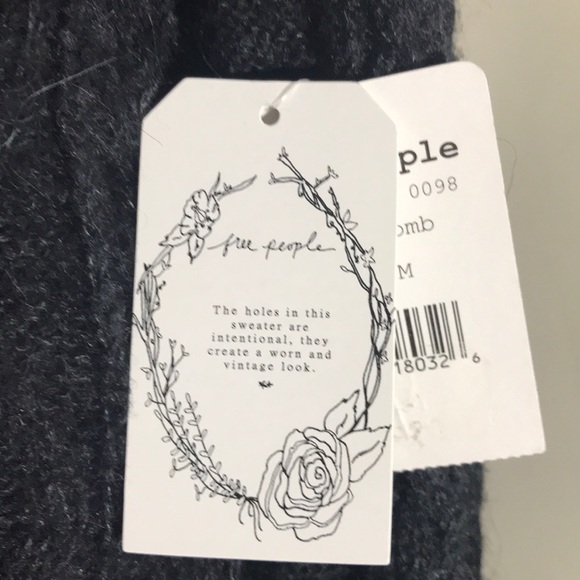 free people
The holes in this
sweater are
intentional, they
create a worn and
vintage look.
ple
0098
omb
M
18032 6